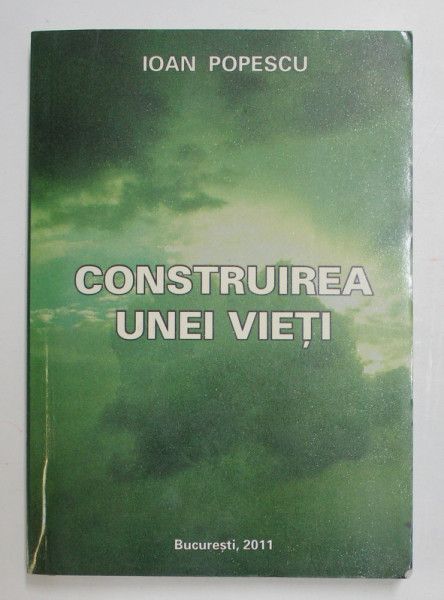 IOAN POPESCU
CONSTRUIREA
UNEI VIEȚI
București, 2011